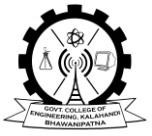 GOVT. COLLEGE OF
ENGINEERING, KALAHANDI
BHAWANIPATNA